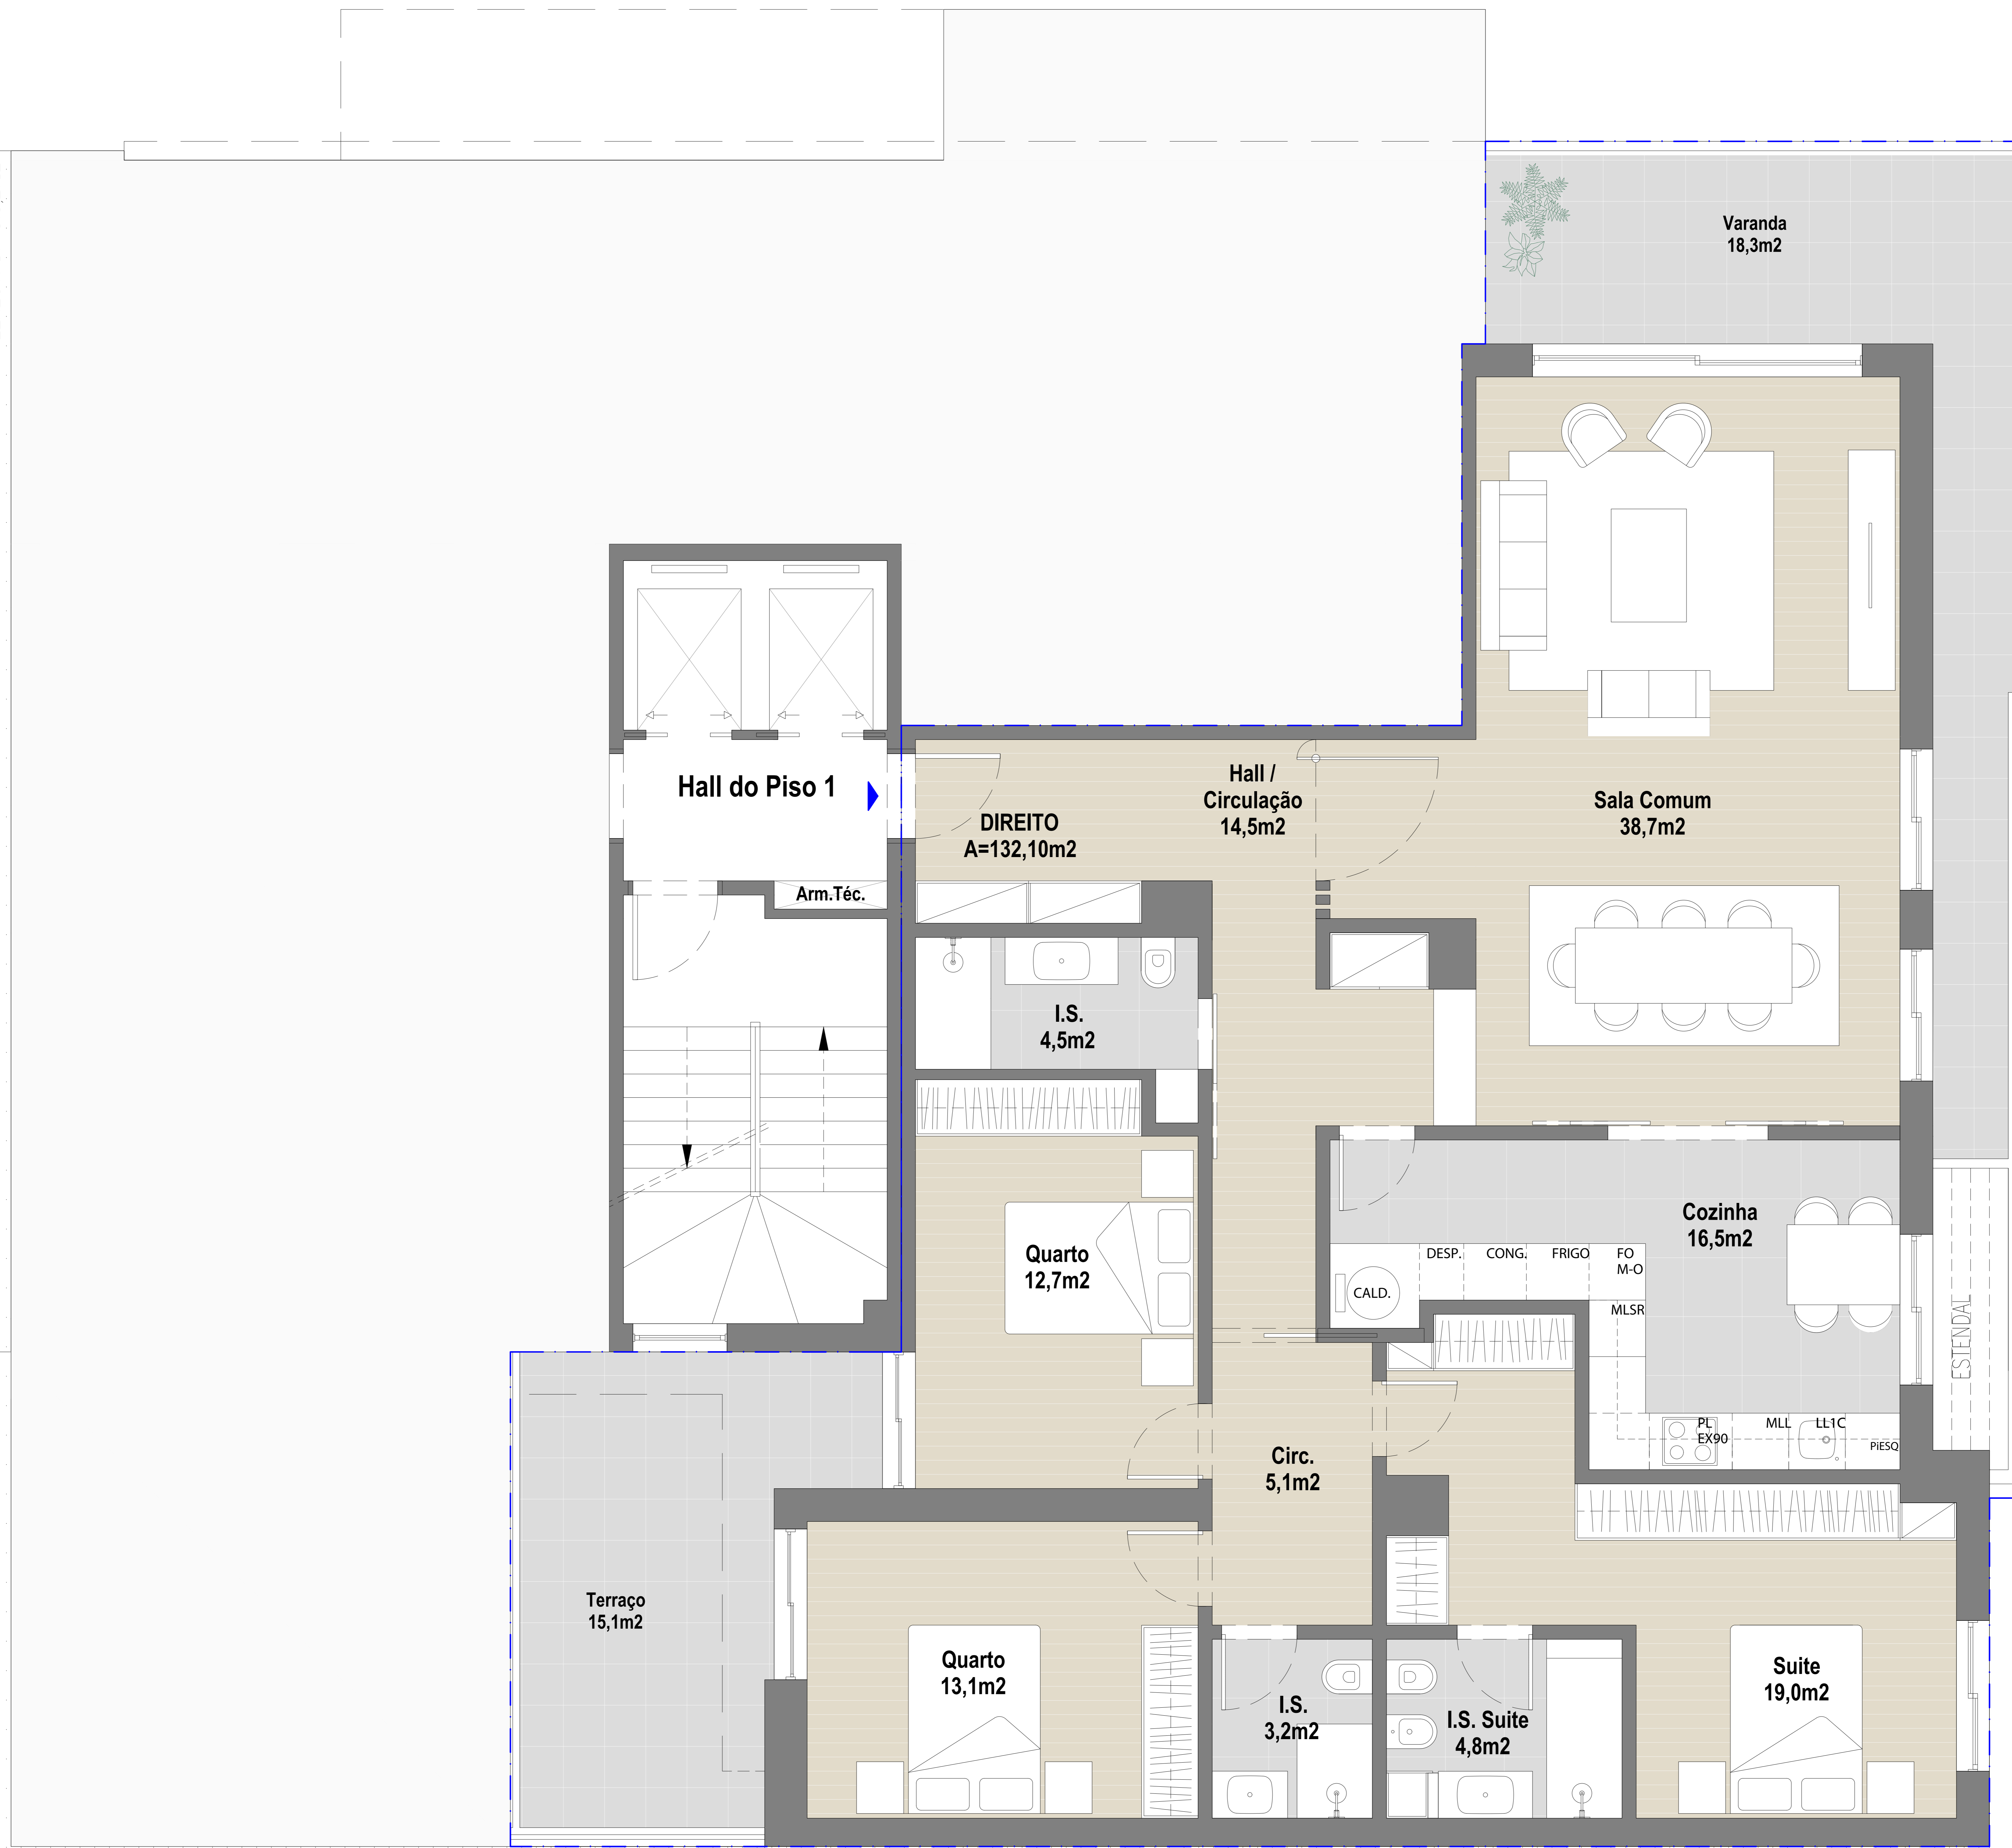 Varanda
18,3m2
Hall do Piso 1
Hall /
Circulação
14,5m2
Sala Comum
38,7m2
DIREITO
A=132,10m2
Arm.Téc.
I.S.
4,5m2
Cozinha
16,5m2
Quarto
12,7m2
DESP.
CONG.
FRIGO
FO
M-O
CALD.
MLSR
ESTENDAL
PL
EX90
MLL
LL1C
PiESQ
Circ.
5,1m2
Terraço
15,1m2
Quarto
13,1m2
Suite
19,0m2
I.S.
3,2m2
I.S. Suite
4,8m2